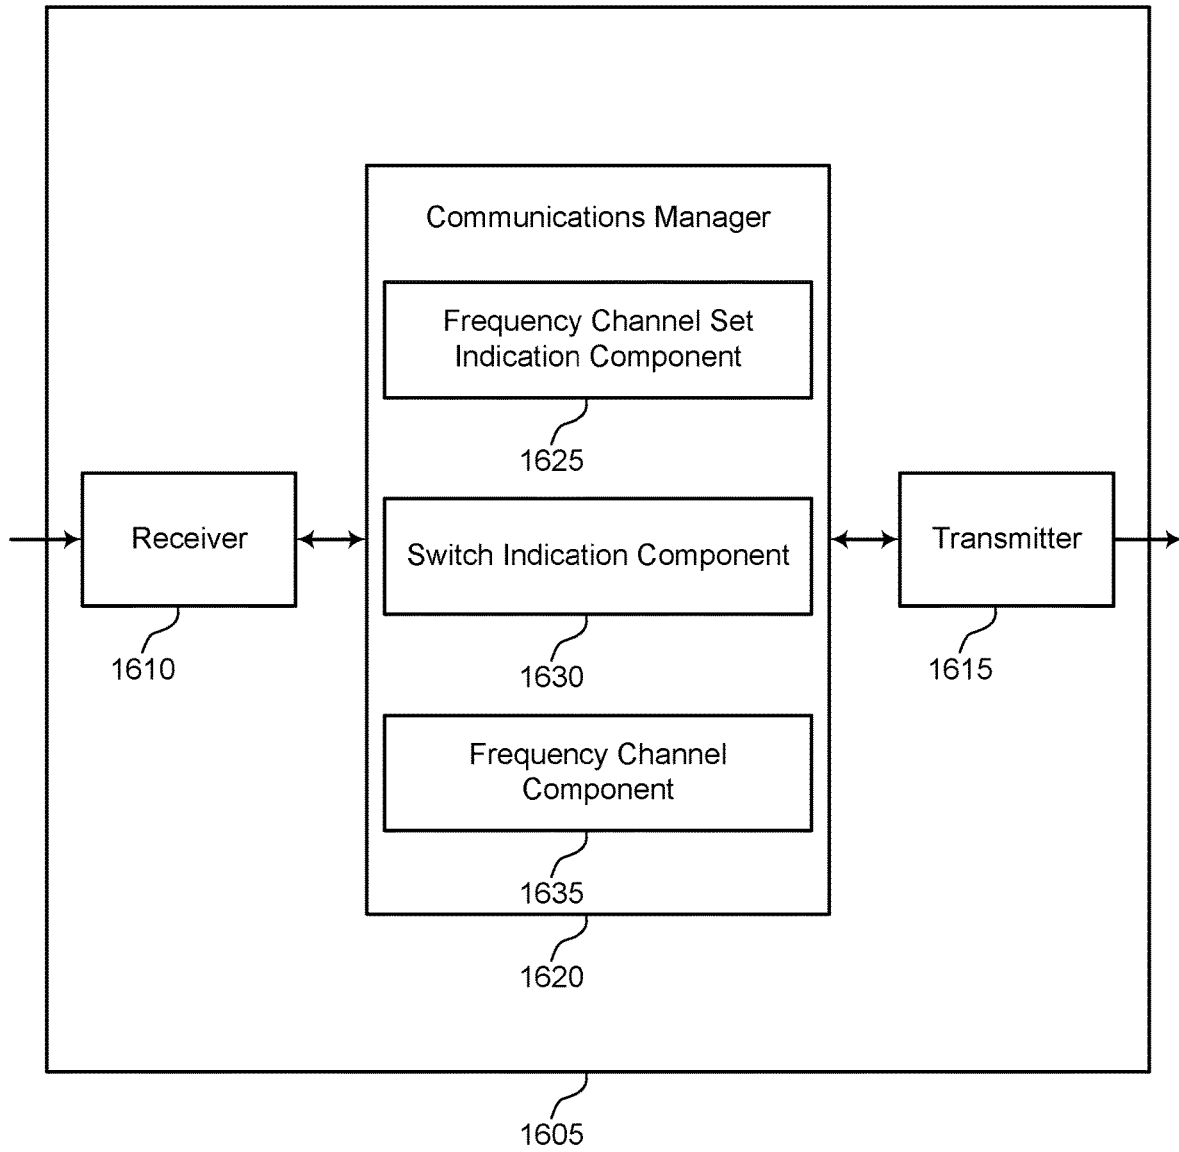 Communications Manager
Frequency Channel Set
Indication Component
1625
Receiver
1610
Switch Indication Component
1630
Transmitter
1615
Frequency Channel
Component
1635
1620
1605